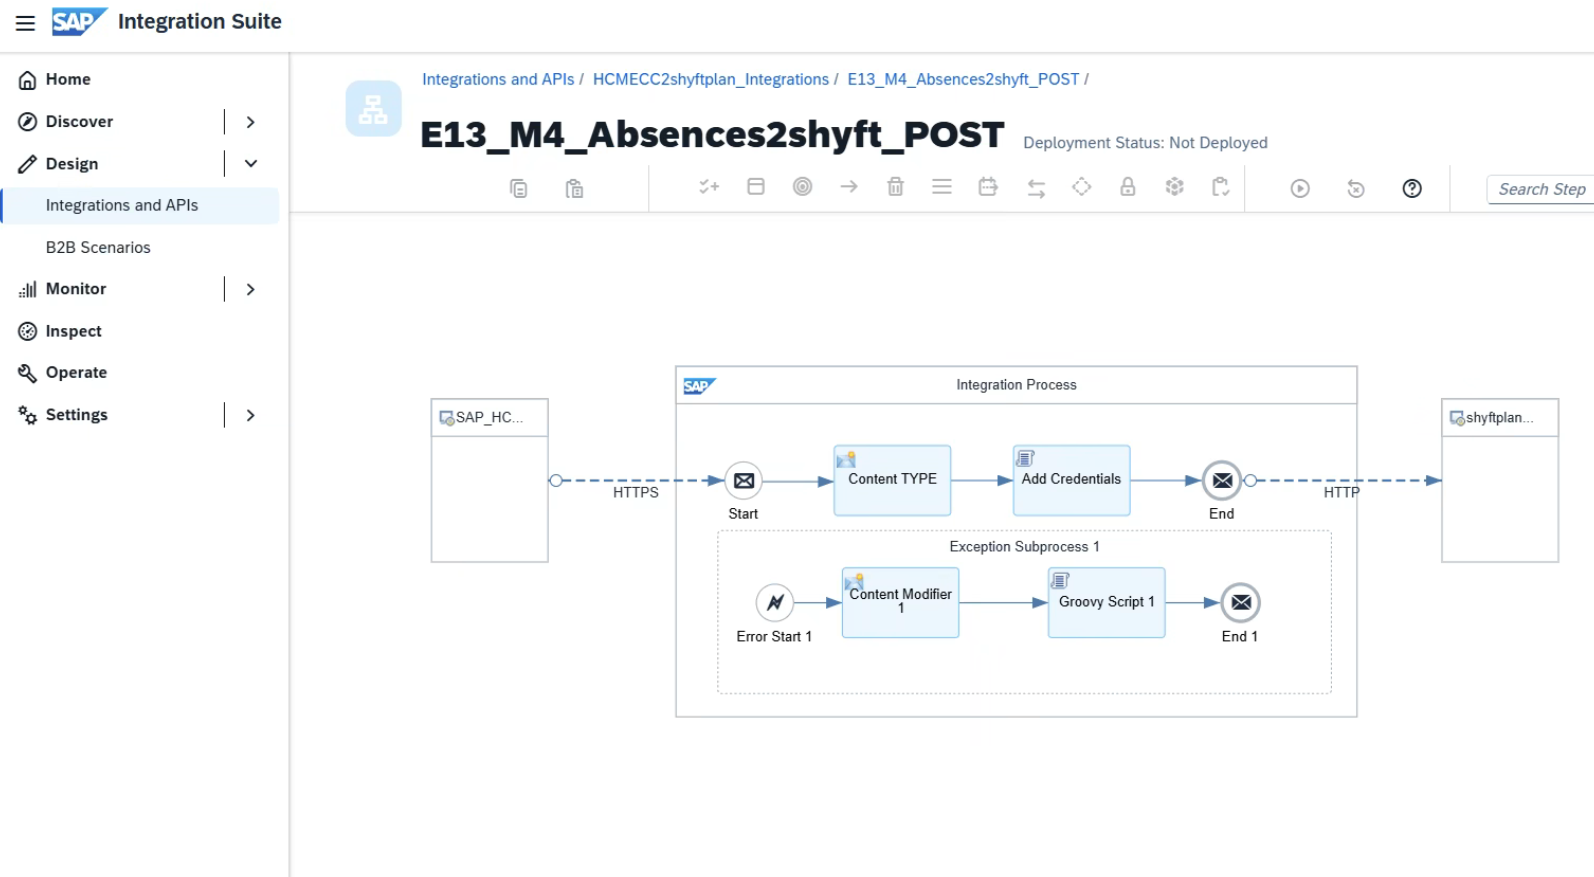 SAP Integration Suite
Home
Discover
Design
Integrations and APIs
B2B Scenarios
Monitor
Inspect
Operate
Settings
Integrations and APIs / HCMECC2shyftplan_Integrations / E13_M4_Absences2shyft_POST /
E13_M4_Absences2shyft_POST
Deployment Status: Not Deployed
Search Step
SAP
Integration Process
SAP_HC...
HTTPS
Start
Content TYPE
Add Credentials
End
HTTP
shyftplan...
Exception Subprocess 1
Error Start 1
Content Modifier
1
Groovy Script 1
End 1